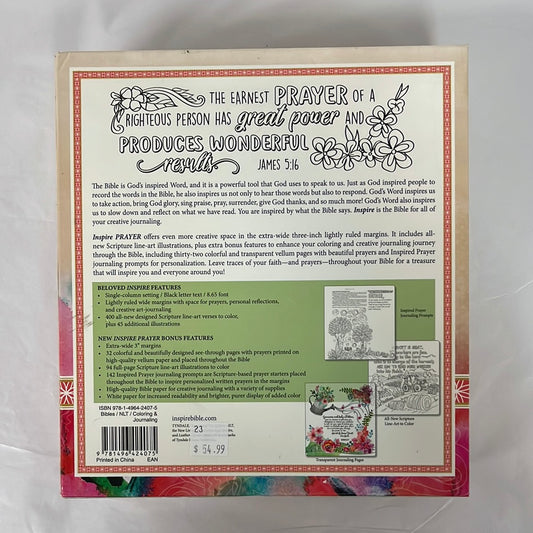 THE EARNEST PRAYER OF A
RIGHTEOUS PERSON HAS great power AND
PRODUCES WONDERFUL
results JAMES 5:16
The Bible is God's inspired Word, and it is a powerful tool that God uses to speak to us. Just as God inspired people to
record the words in the Bible, he also inspires us not only to hear those words but also to respond. God's Word inspires us
to take action, bring God glory, sing praise, pray, surrender, give God thanks, and so much more! God's Word also inspires
us to slow down and reflect on what we have read. You are inspired by what the Bible says. Inspire is the Bible for all of
your creative journaling.
Inspire PRAYER offers even more creative space in the extra-wide three-inch lightly ruled margins. It includes all-
new Scripture line-art illustrations, plus extra bonus features to enhance your coloring and creative journaling journey
through the Bible, including thirty-two colorful and transparent vellum pages with beautiful prayers and Inspired Prayer
journaling prompts for personalization. Leave traces of your faith—and prayers—throughout your Bible for a treasure
that will inspire you and everyone around you!
BELOVED INSPIRE FEATURES
• Single-column setting / Black letter text / 8.65 font
• Lightly ruled wide margins with space for prayers, personal reflections,
and creative art-journaling
• 400 all-new designed Scripture line-art verses to color,
plus 45 additional illustrations
NEW INSPIRE PRAYER BONUS FEATURES
• Extra-wide 3" margins
• 32 colorful and beautifully designed see-through pages with prayers printed on
high-quality vellum paper and placed throughout the Bible
• 94 full-page Scripture line-art illustrations to color
• 142 Inspired Prayer journaling prompts are Scripture-based prayer starters placed
throughout the Bible to inspire personalized written prayers in the margins
• High-quality Bible paper for creative journaling with a variety of supplies
• White paper for increased readability and brighter, purer display of added color
Inspired Prayer
Journaling Prompts
All-New Scripture
Line-Art to Color
Transparent Journaling Pages
ISBN 978-1-4964-2407-5
Bibles / NLT / Coloring &
Journaling
9 781496 424075
Printed in China EAN
inspirebible.com
TYNDALE
the New Livi
and Leather
of Tyndale
23
$ 54.99